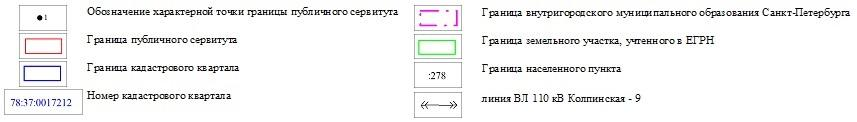 ●1 Обозначение характерной точки границы публичного сервитута
Граница публичного сервитута
Граница кадастрового квартала
78:37:0017212 Номер кадастрового квартала
Граница внутригородского муниципального образования Санкт-Петербурга
Граница земельного участка, учтенного в ЕГРН
:278 Граница населенного пункта
линия ВЛ 110 кВ Колпинская - 9